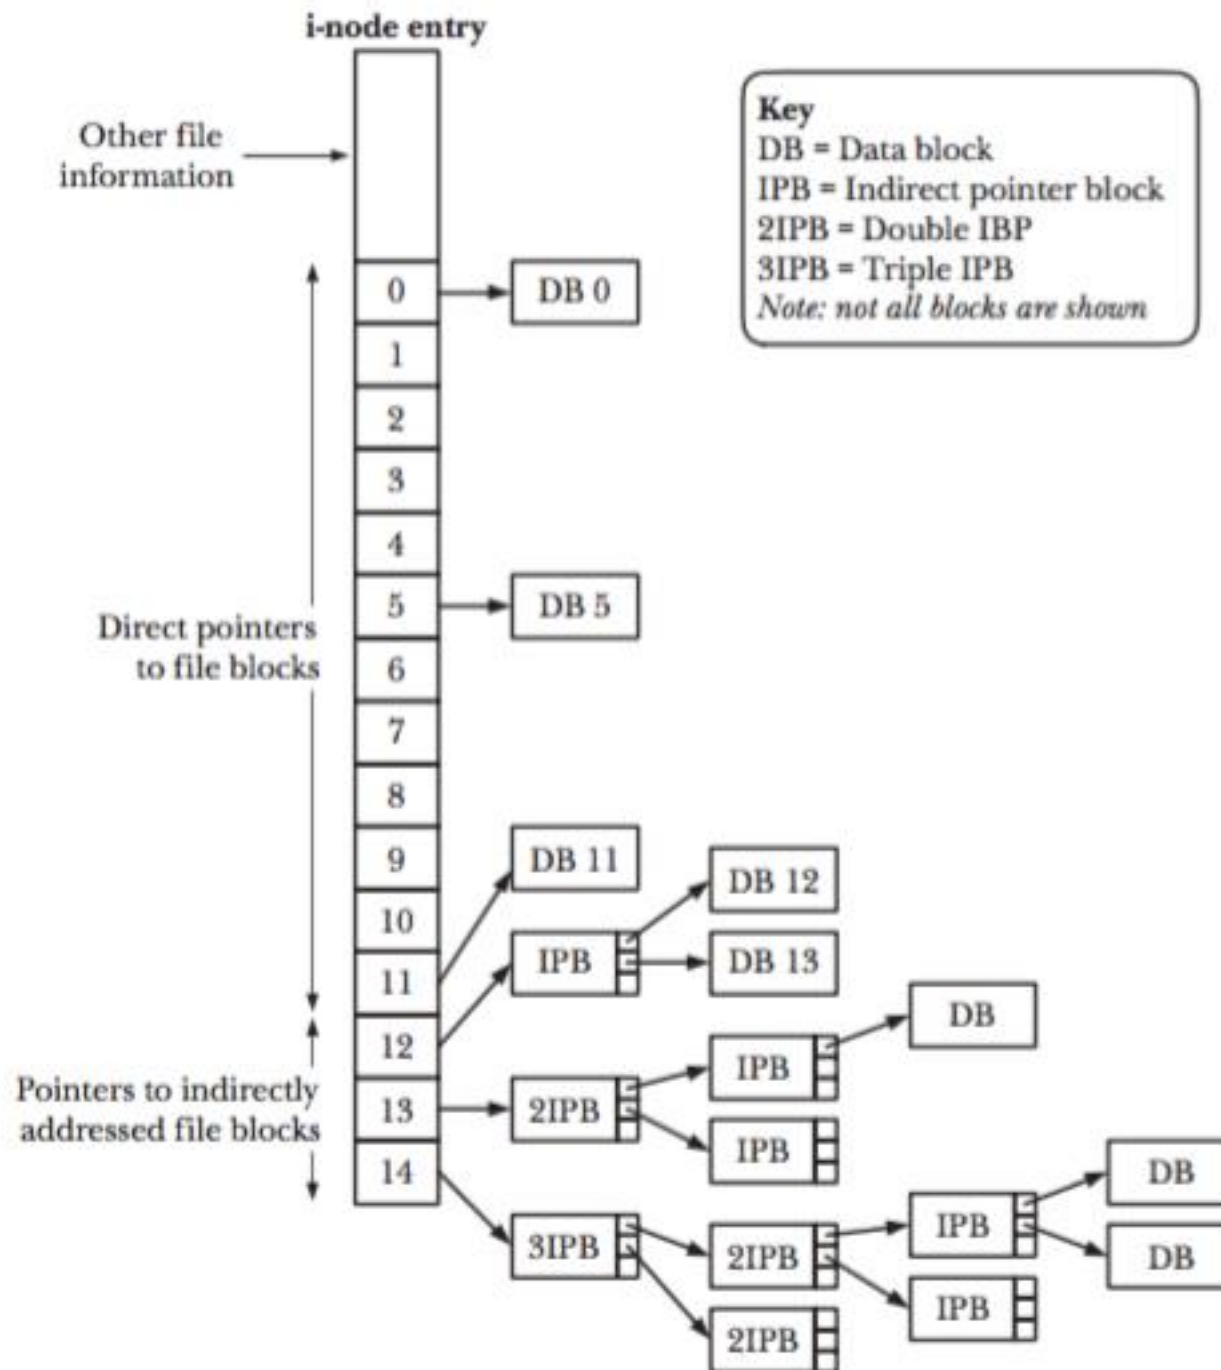 i-node entry
Other file
information
Key
DB = Data block
IPB = Indirect pointer block
2IPB = Double IBP
3IPB = Triple IPB
Note: not all blocks are shown
0
DB 0
1
2
3
4
5
DB 5
Direct pointers
to file blocks
6
7
8
9
DB 11
DB 12
10
IPB
DB 13
11
DB
12
IPB
Pointers to indirectly
addressed file blocks
13
2IPB
IPB
14
DB
IPB
3IPB
2IPB
DB
IPB
2IPB